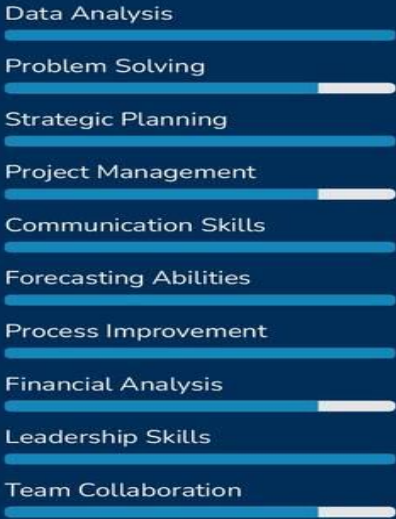 Data Analysis
Problem Solving
Strategic Planning
Project Management
Communication Skills
Forecasting Abilities
Process Improvement
Financial Analysis
Leadership Skills
Team Collaboration